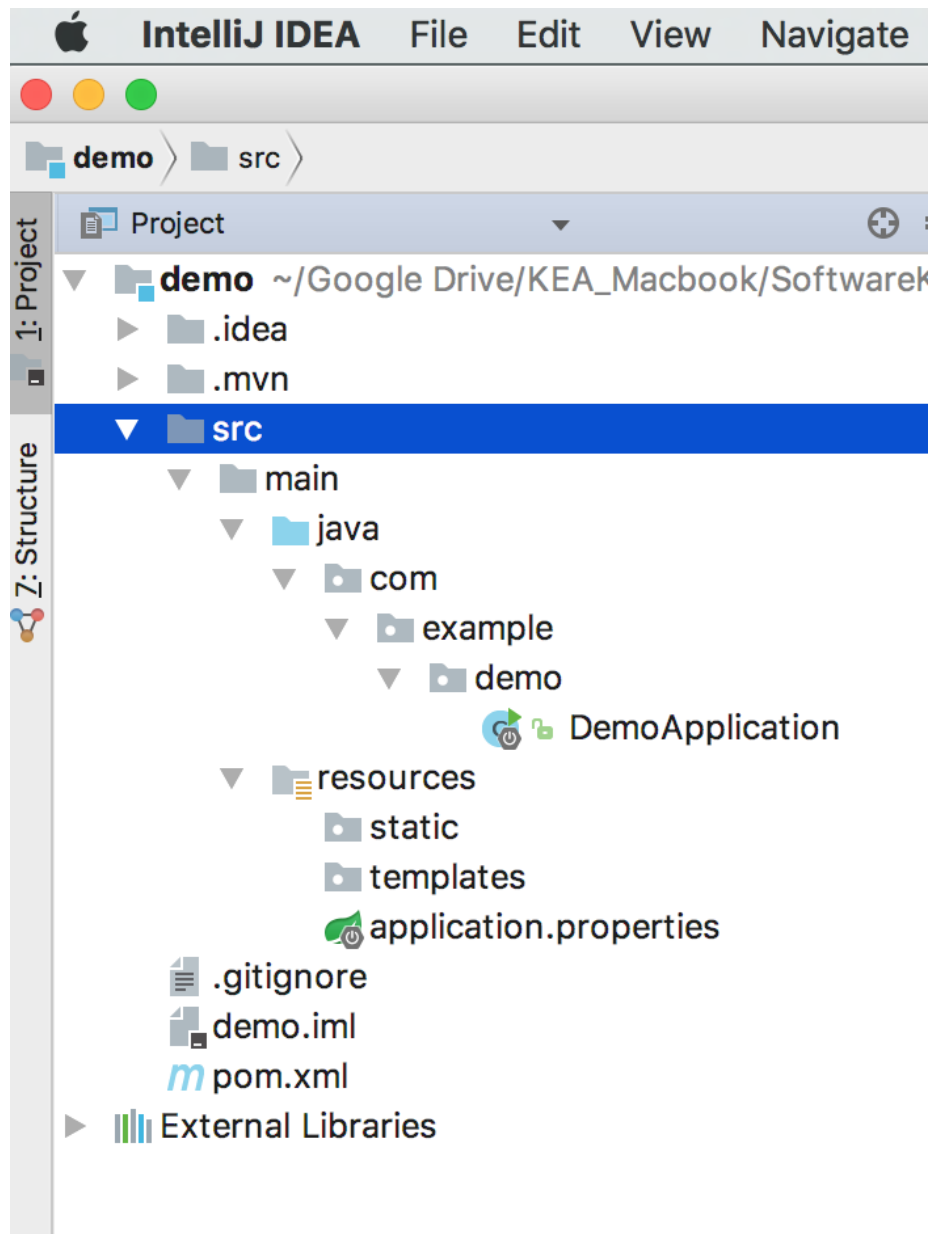 IntelliJ IDEA File Edit View Navigate
demo src
Project
demo ~/Google Drive/KEA_Macbook/SoftwareK
.idea
.mvn
src
main
java
com
example
demo
DemoApplication
resources
static
templates
application.properties
.gitignore
demo.iml
pom.xml
External Libraries
1: Project
Z: Structure